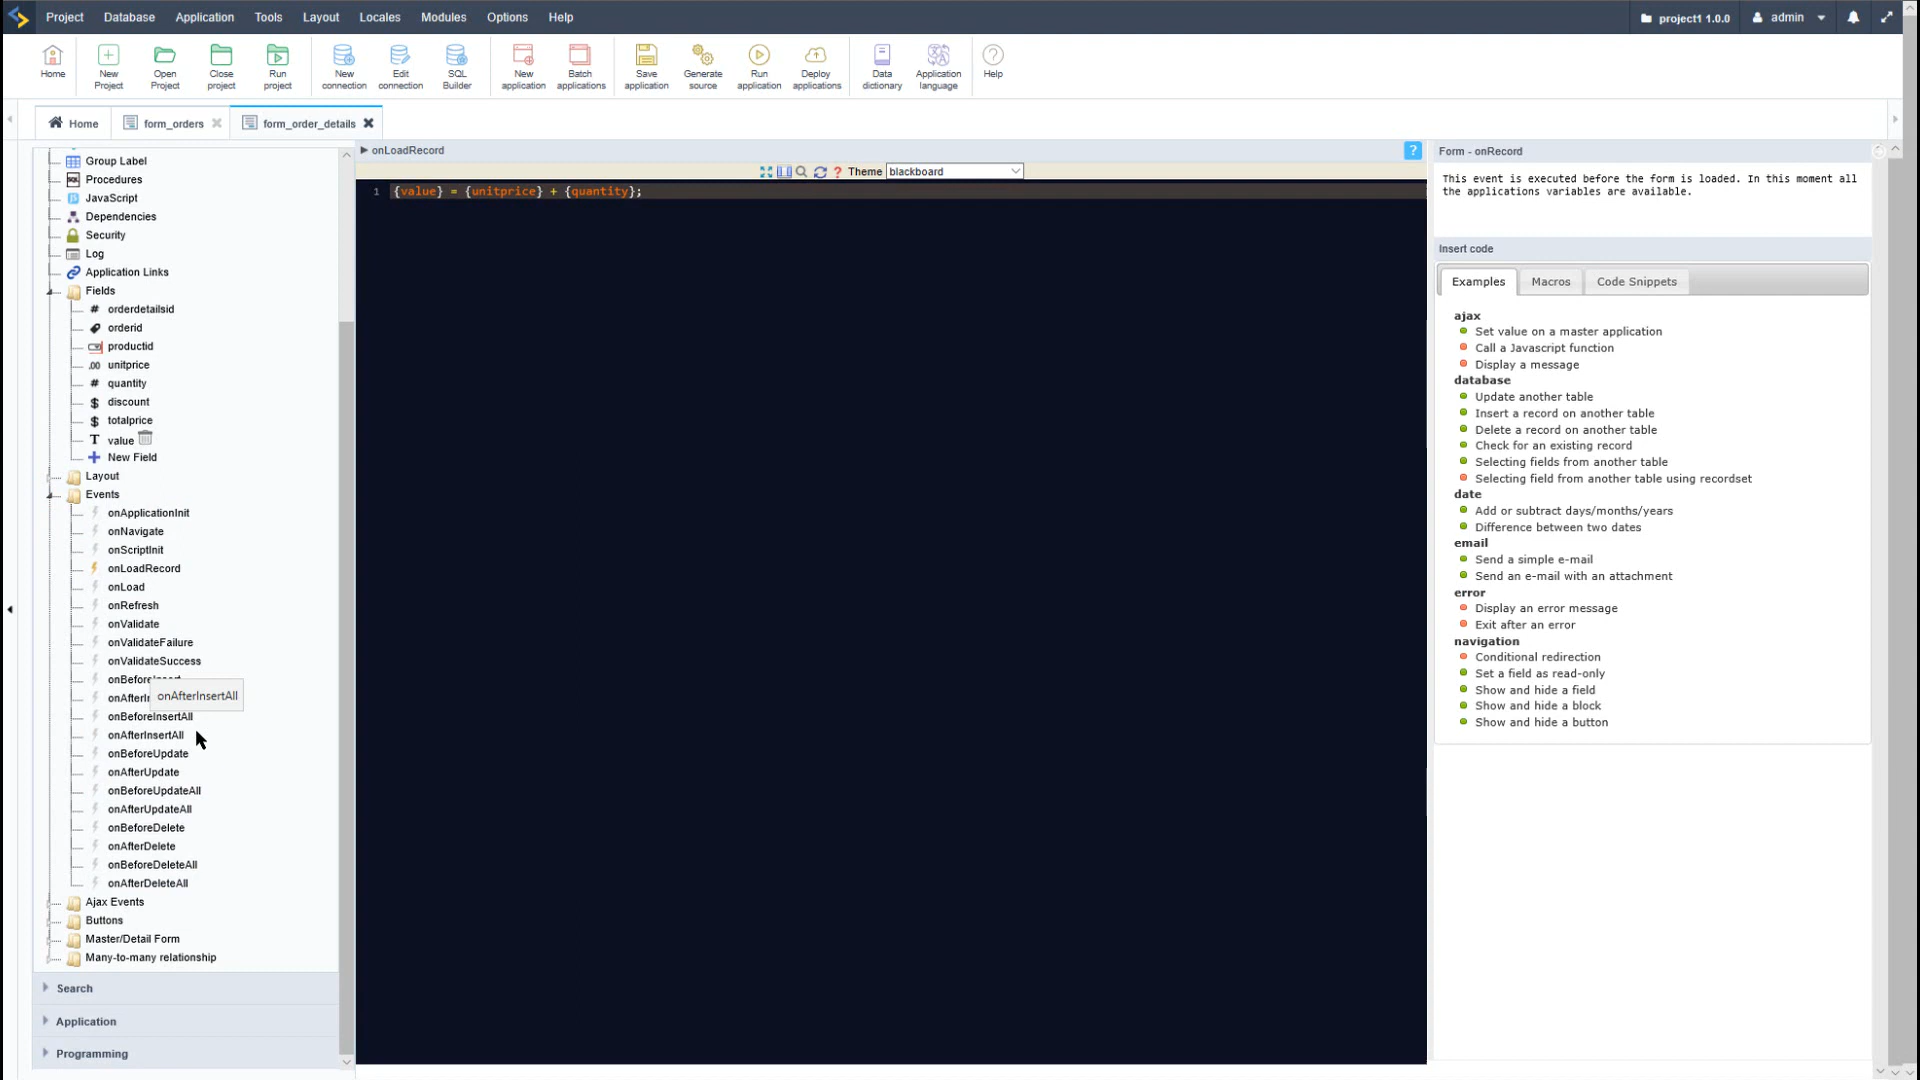 Project Database Application Tools Layout Locales Modules Options Help
project1 1.0.0 admin
Home
New Project
Open Project
Close project
Run project
New connection
Edit connection
SQL Builder
New application
Batch applications
Save application
Generate source
Run application
Deploy applications
Data dictionary
Application language
Help
Home form_orders form_order_details
Group Label
Procedures
JavaScript
Dependencies
Security
Log
Application Links
Fields
orderdetailsid
orderid
productid
unitprice
quantity
discount
totalprice
value
New Field
Layout
Events
onApplicationInit
onNavigate
onScriptInit
onLoadRecord
onLoad
onRefresh
onValidate
onValidateFailure
onValidateSuccess
onAfterInsertAll
onBeforeInsertAll
onAfterInsertAll
onBeforeUpdate
onAfterUpdate
onBeforeUpdateAll
onAfterUpdateAll
onBeforeDelete
onAfterDelete
onBeforeDeleteAll
onAfterDeleteAll
Ajax Events
Buttons
Master/Detail Form
Many-to-many relationship
Search
Application
Programming
onLoadRecord
?
? Theme blackboard
1 {value} = {unitprice} + {quantity};
Form - onRecord
This event is executed before the form is loaded. In this moment all
the applications variables are available.
Insert code
Examples Macros Code Snippets
ajax
Set value on a master application
Call a Javascript function
Display a message
database
Update another table
Insert a record on another table
Delete a record on another table
Check for an existing record
Selecting fields from another table
Selecting field from another table using recordset
date
Add or subtract days/months/years
Difference between two dates
email
Send a simple e-mail
Send an e-mail with an attachment
error
Display an error message
Exit after an error
navigation
Conditional redirection
Set a field as read-only
Show and hide a field
Show and hide a block
Show and hide a button